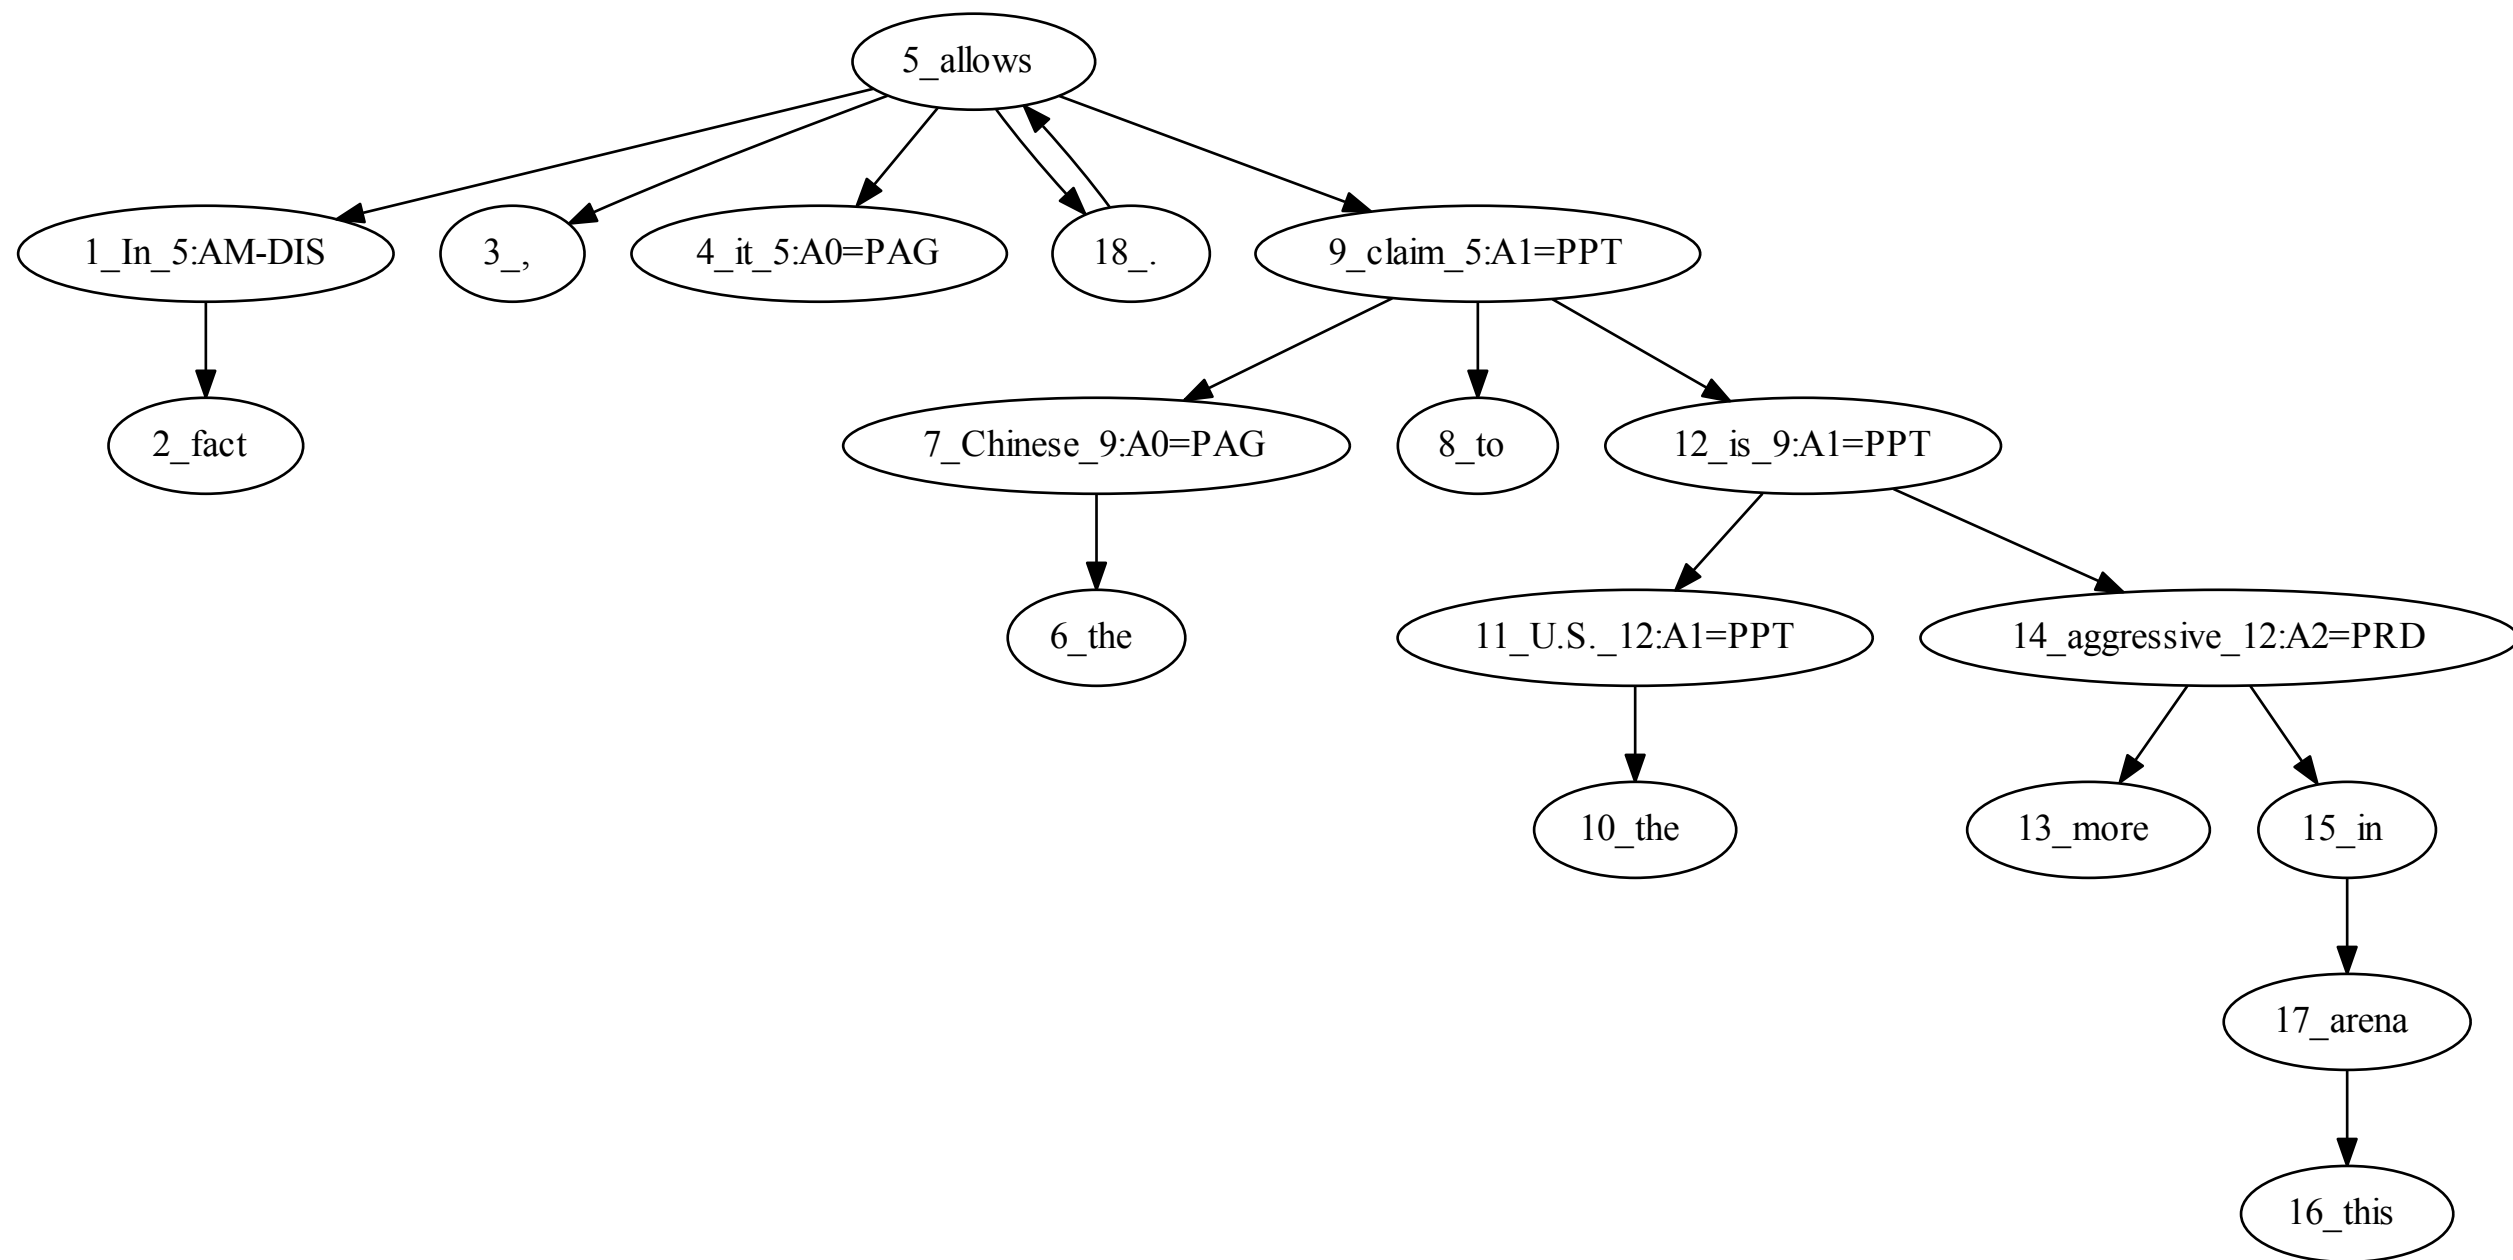 5_allows
1_In_5:AM-DIS
3_,
4_it_5:A0=PAG
18_.
9_claim_5:A1=PPT
2_fact
7_Chinese_9:A0=PAG
8_to
12_is_9:A1=PPT
6_the
11_U.S._12:A1=PPT
14_aggressive_12:A2=PRD
10_the
13_more
15_in
17_arena
16_this